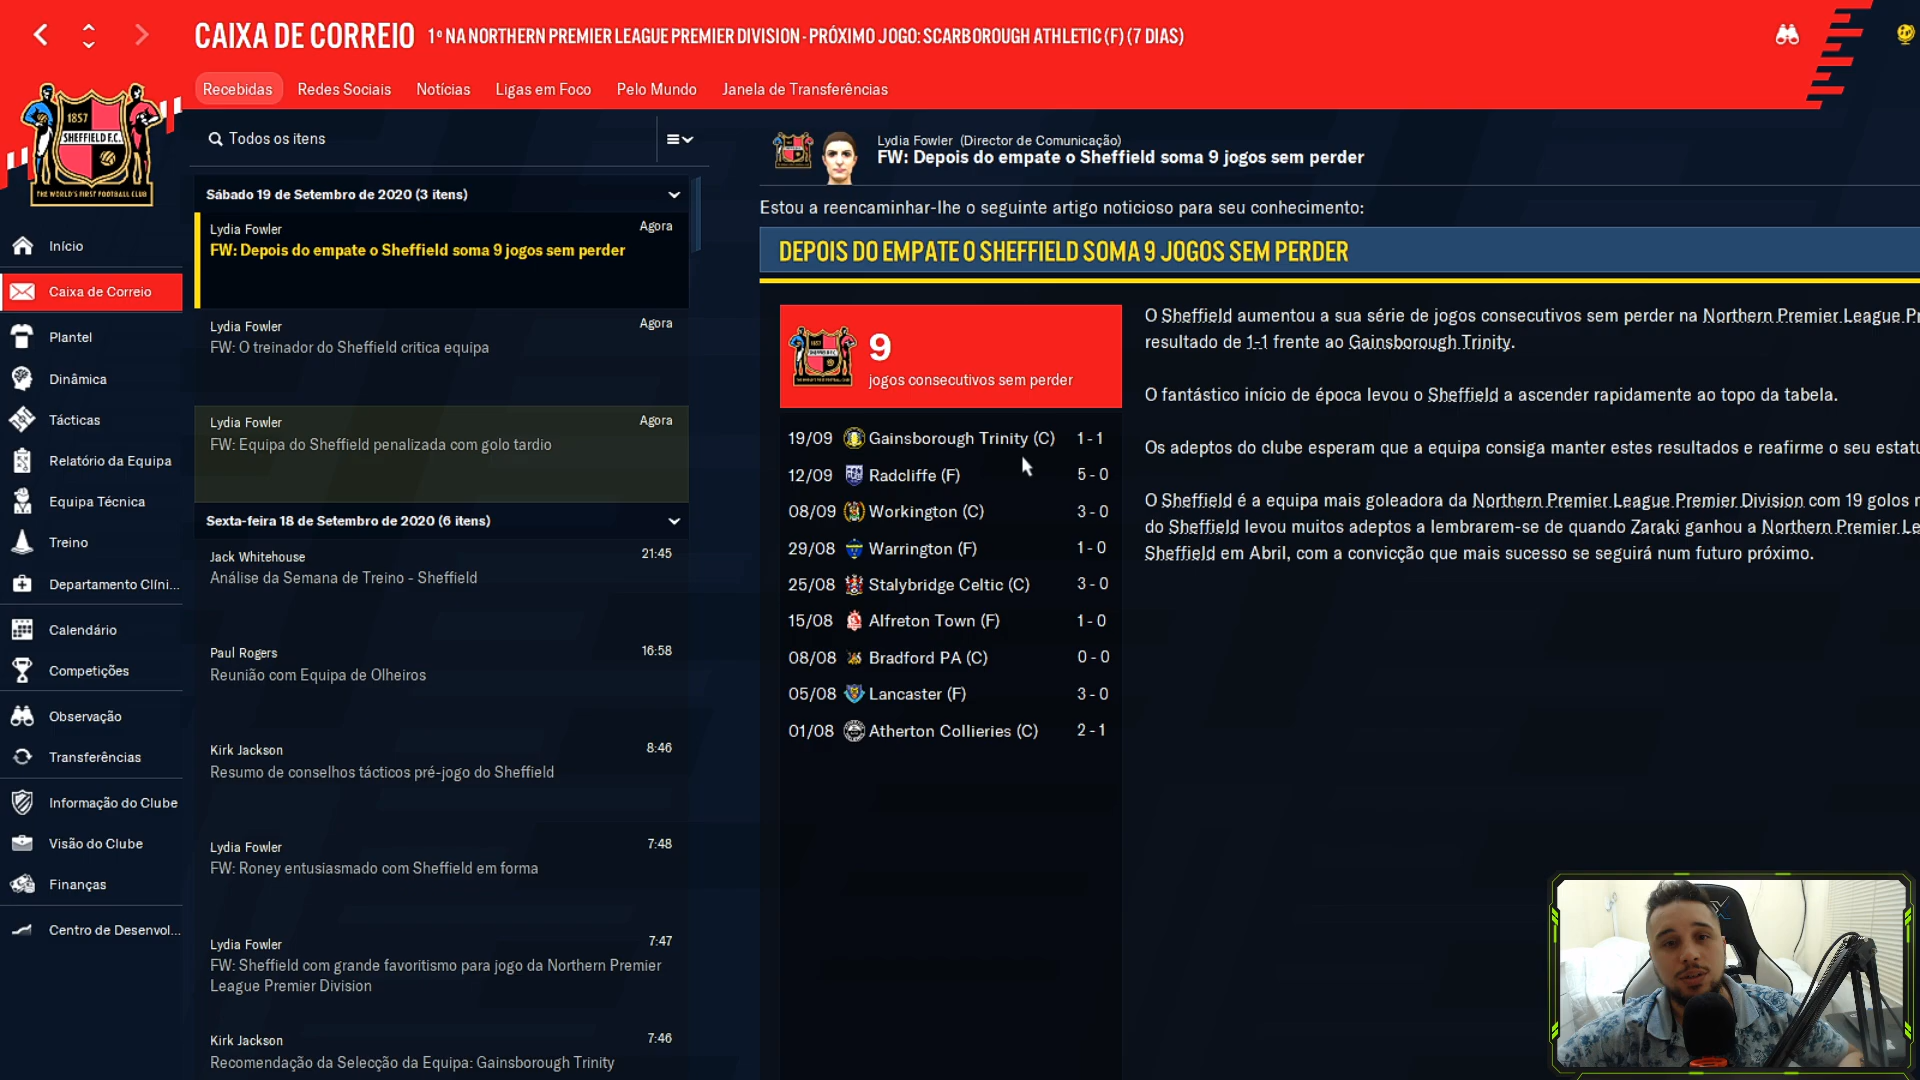 CAIXA DE CORREIO
1º NA NORTHERN PREMIER LEAGUE PREMIER DIVISION - PRÓXIMO JOGO: SCARBOROUGH ATHLETIC (F) (7 DIAS)
Recebidas
Redes Sociais
Notícias
Ligas em Foco
Pelo Mundo
Janela de Transferências
1857
SHEFFIELD F.C.
THE WORLD'S FIRST FOOTBALL CLUB
Início
Caixa de Correio
Plantel
Dinâmica
Tácticas
Relatório da Equipa
Equipa Técnica
Treino
Departamento Clíni...
Calendário
Competições
Observação
Transferências
Informação do Clube
Visão do Clube
Finanças
Centro de Desenvol...
Todos os itens
Sábado 19 de Setembro de 2020 (3 itens)
Lydia Fowler
Agora
FW: Depois do empate o Sheffield soma 9 jogos sem perder
Lydia Fowler
Agora
FW: O treinador do Sheffield critica equipa
Lydia Fowler
Agora
FW: Equipa do Sheffield penalizada com golo tardio
Sexta-feira 18 de Setembro de 2020 (6 itens)
Jack Whitehouse
21:45
Análise da Semana de Treino - Sheffield
Paul Rogers
16:58
Reunião com Equipa de Olheiros
Kirk Jackson
8:46
Resumo de conselhos tácticos pré-jogo do Sheffield
Lydia Fowler
7:48
FW: Roney entusiasmado com Sheffield em forma
Lydia Fowler
7:47
FW: Sheffield com grande favoritismo para jogo da Northern Premier
League Premier Division
Kirk Jackson
7:46
Recomendação da Selecção da Equipa: Gainsborough Trinity
Lydia Fowler (Director de Comunicação)
FW: Depois do empate o Sheffield soma 9 jogos sem perder
Estou a reencaminhar-lhe o seguinte artigo noticioso para seu conhecimento:
DEPOIS DO EMPATE O SHEFFIELD SOMA 9 JOGOS SEM PERDER
9
jogos consecutivos sem perder
19/09 Gainsborough Trinity (C) 1 - 1
12/09 Radcliffe (F) 5 - 0
08/09 Workington (C) 3 - 0
29/08 Warrington (F) 1 - 0
25/08 Stalybridge Celtic (C) 3 - 0
15/08 Alfreton Town (F) 1 - 0
08/08 Bradford PA (C) 0 - 0
05/08 Lancaster (F) 3 - 0
01/08 Atherton Collieries (C) 2 - 1
O Sheffield aumentou a sua série de jogos consecutivos sem perder na Northern Premier League Pr
resultado de 1-1 frente ao Gainsborough Trinity.
O fantástico início de época levou o Sheffield a ascender rapidamente ao topo da tabela.
Os adeptos do clube esperam que a equipa consiga manter estes resultados e reafirme o seu estatu
O Sheffield é a equipa mais goleadora da Northern Premier League Premier Division com 19 golos
do Sheffield levou muitos adeptos a lembrarem-se de quando Zaraki ganhou a Northern Premier Le
Sheffield em Abril, com a convicção que mais sucesso se seguirá num futuro próximo.